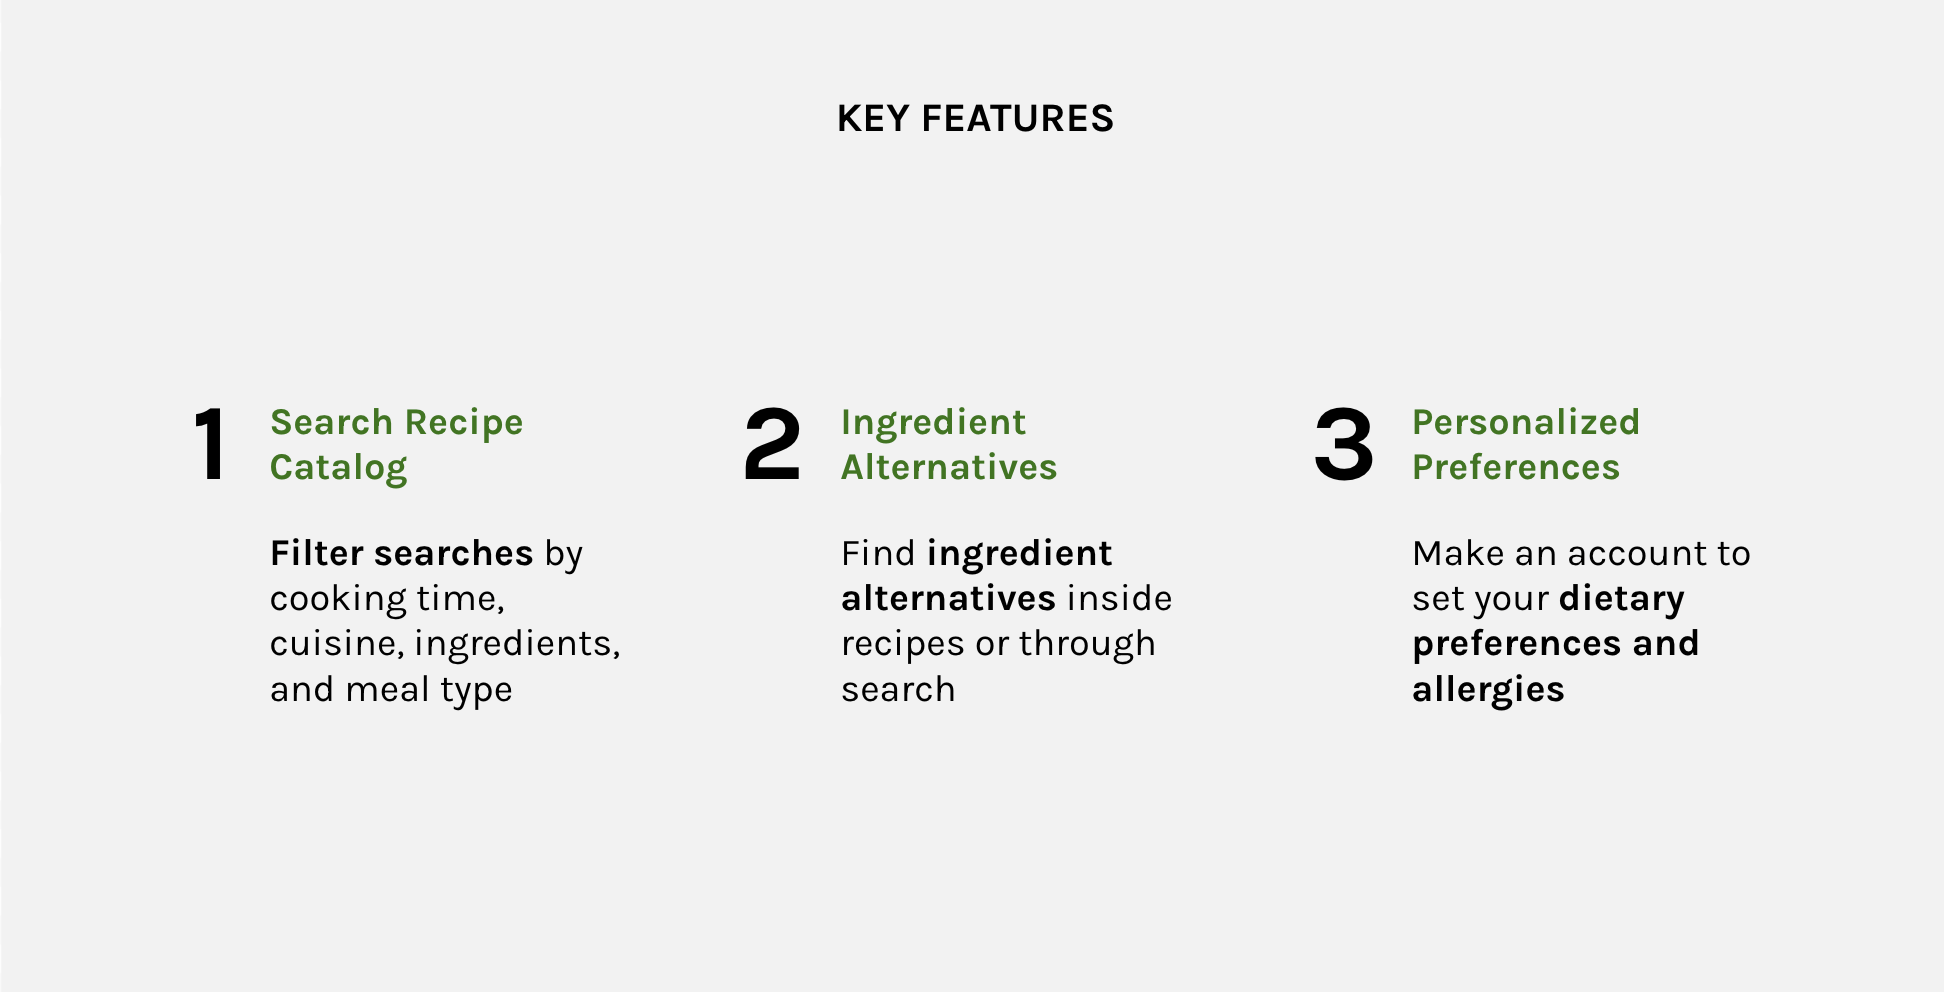 KEY FEATURES
1
Search Recipe
Catalog
Filter searches by
cooking time,
cuisine, ingredients,
and meal type
2
Ingredient
Alternatives
Find ingredient
alternatives inside
recipes or through
search
3
Personalized
Preferences
Make an account to
set your dietary
preferences and
allergies